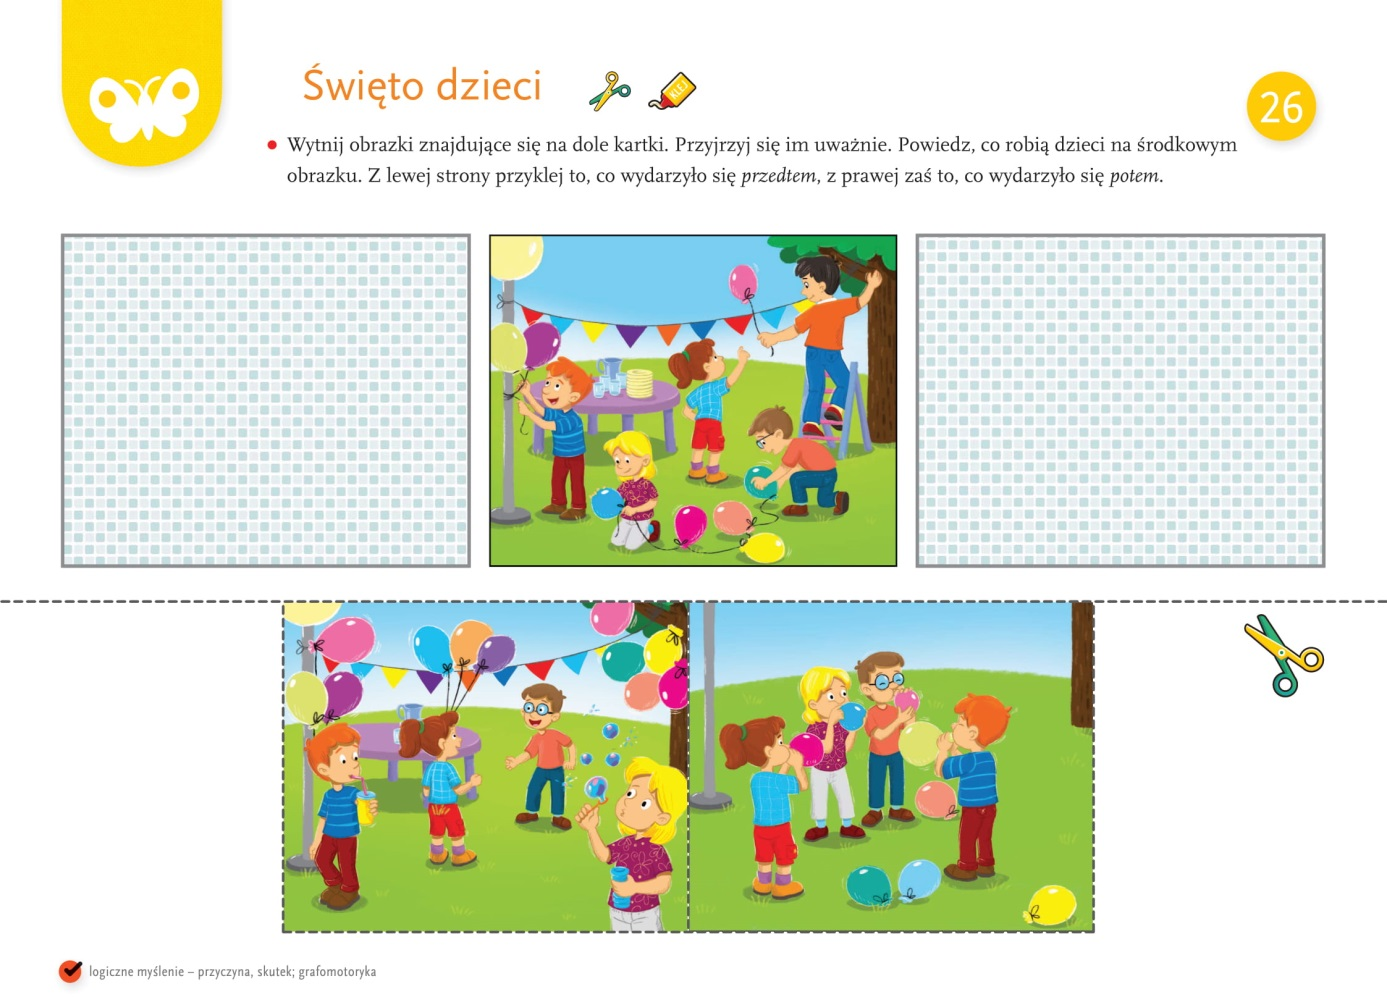 Święto dzieci
KLEJ
26
Wytnij obrazki znajdujące się na dole kartki. Przyjrzyj się im uważnie. Powiedz, co robią dzieci na środkowym
obrazku. Z lewej strony przyklej to, co wydarzyło się przedtem, z prawej zaś to, co wydarzyło się potem.
logiczne myślenie – przyczyna, skutek; grafomotoryka